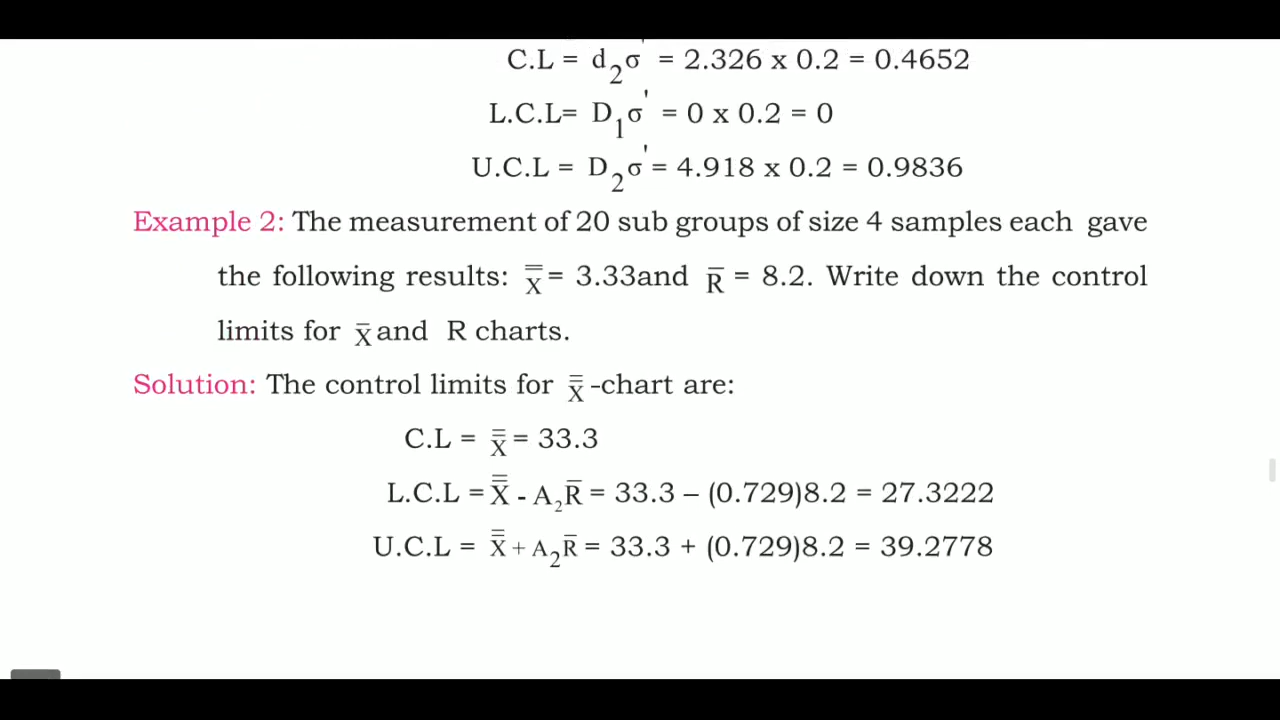 C.L = d₂σ' = 2.326 x 0.2 = 0.4652
L.C.L= D₁σ' = 0 x 0.2 = 0
U.C.L = D₂σ' = 4.918 x 0.2 = 0.9836
Example 2: The measurement of 20 sub groups of size 4 samples each gave
the following results: X̿ = 3.33and R̄ = 8.2. Write down the control
limits for X̄ and R charts.
Solution: The control limits for X̿ -chart are:
C.L = X̿ = 33.3
L.C.L = X̿ - A₂R̄ = 33.3 – (0.729)8.2 = 27.3222
U.C.L = X̿ + A₂R̄ = 33.3 + (0.729)8.2 = 39.2778